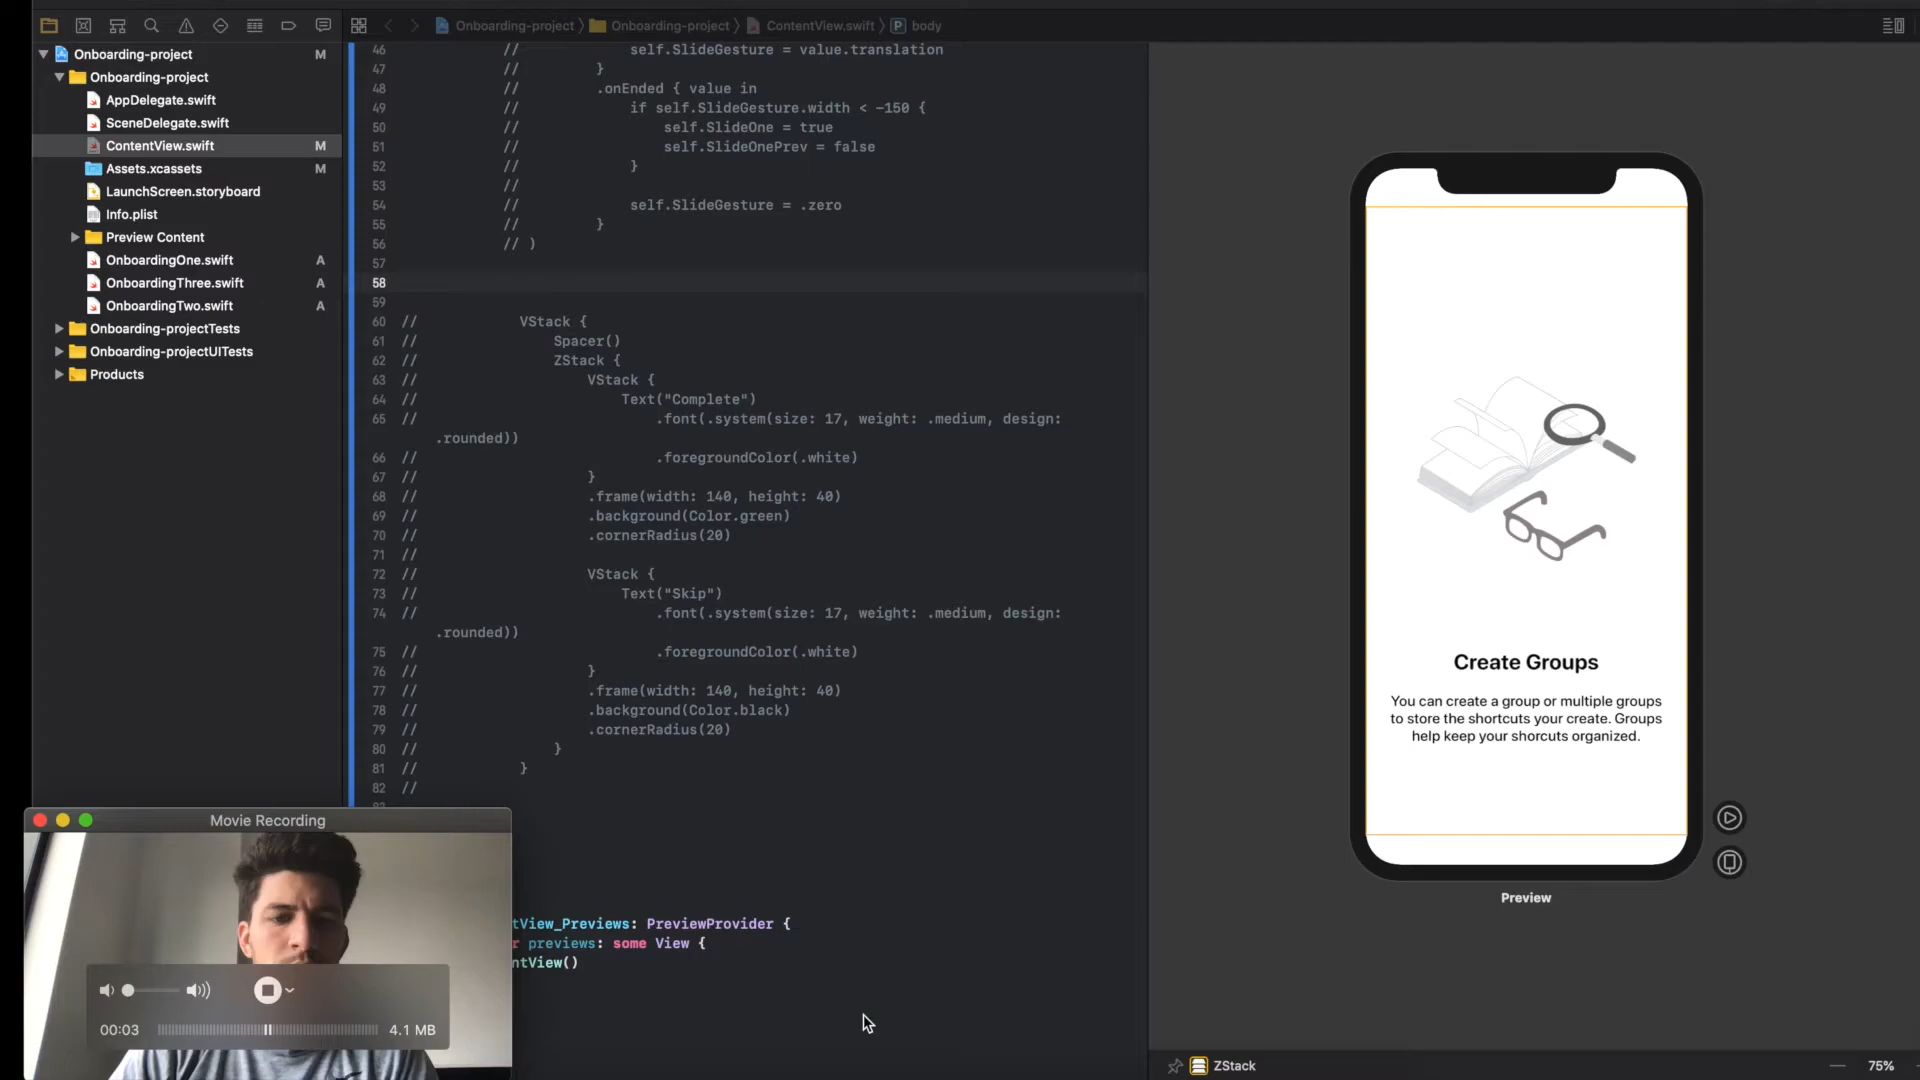 Onboarding-project M
Onboarding-project
AppDelegate.swift
SceneDelegate.swift
ContentView.swift M
Assets.xcassets M
LaunchScreen.storyboard
Info.plist
Preview Content
OnboardingOne.swift A
OnboardingThree.swift A
OnboardingTwo.swift A
Onboarding-projectTests
Onboarding-projectUITests
Products
Onboarding-project Onboarding-project ContentView.swift P body
46 // self.SlideGesture = value.translation
47 // }
48 // .onEnded { value in
49 // if self.SlideGesture.width < -150 {
50 // self.SlideOne = true
51 // self.SlideOnePrev = false
52 // }
53 //
54 // self.SlideGesture = .zero
55 // }
56 // )
57
58
59
60 // VStack {
61 // Spacer()
62 // ZStack {
63 // VStack {
64 // Text("Complete")
65 // .font(.system(size: 17, weight: .medium, design:
.rounded))
66 // .foregroundColor(.white)
67 // }
68 // .frame(width: 140, height: 40)
69 // .background(Color.green)
70 // .cornerRadius(20)
71 //
72 // VStack {
73 // Text("Skip")
74 // .font(.system(size: 17, weight: .medium, design:
.rounded))
75 // .foregroundColor(.white)
76 // }
77 // .frame(width: 140, height: 40)
78 // .background(Color.black)
79 // .cornerRadius(20)
80 // }
81 // }
82 //
tView_Previews: PreviewProvider {
r previews: some View {
ntView()
Movie Recording
00:03 4.1 MB
Create Groups
You can create a group or multiple groups
to store the shortcuts your create. Groups
help keep your shorcuts organized.
Preview
ZStack
75%